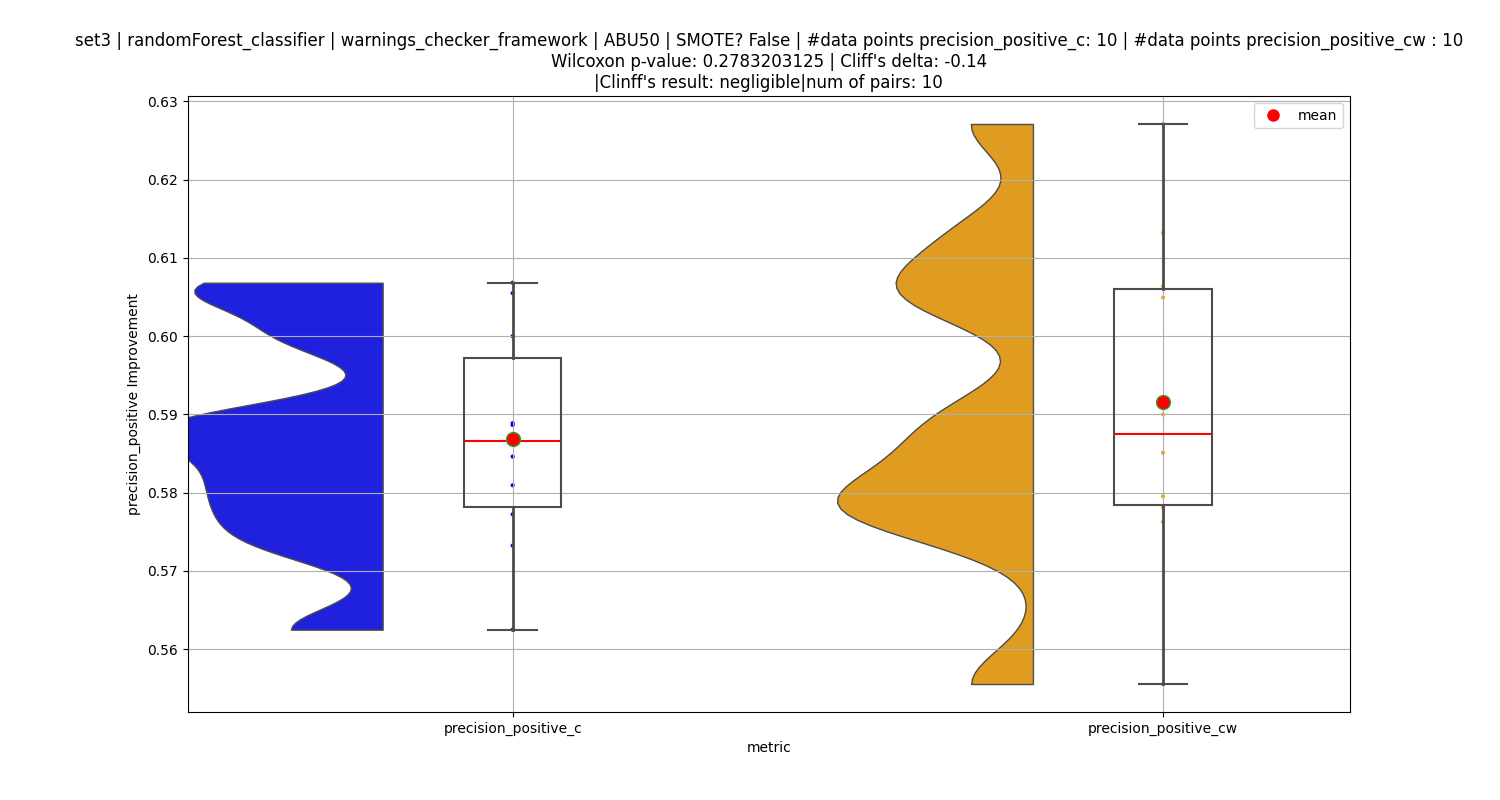 set3 | randomForest_classifier | warnings_checker_framework | ABU50 | SMOTE? False | #data points precision_positive_c: 10 | #data points precision_positive_cw : 10
Wilcoxon p-value: 0.2783203125 | Cliff's delta: -0.14
|Clinff's result: negligible|num of pairs: 10
mean
precision_positive Improvement
0.63
0.62
0.61
0.60
0.59
0.58
0.57
0.56
precision_positive_c
precision_positive_cw
metric